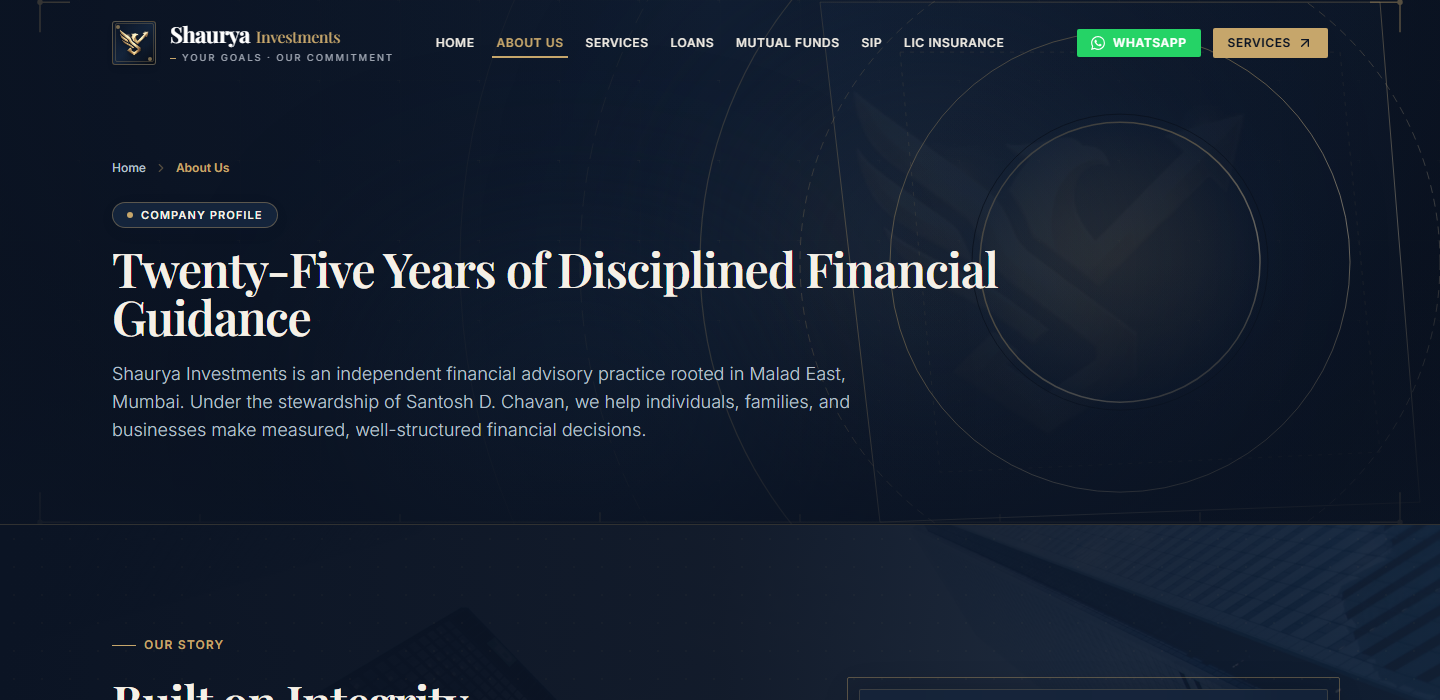 Shaurya Investments
YOUR GOALS · OUR COMMITMENT
HOME ABOUT US SERVICES LOANS MUTUAL FUNDS SIP LIC INSURANCE
WHATSAPP
SERVICES
Home > About Us
COMPANY PROFILE
Twenty-Five Years of Disciplined Financial
Guidance
Shaurya Investments is an independent financial advisory practice rooted in Malad East,
Mumbai. Under the stewardship of Santosh D. Chavan, we help individuals, families, and
businesses make measured, well-structured financial decisions.
OUR STORY
Built on Integrity